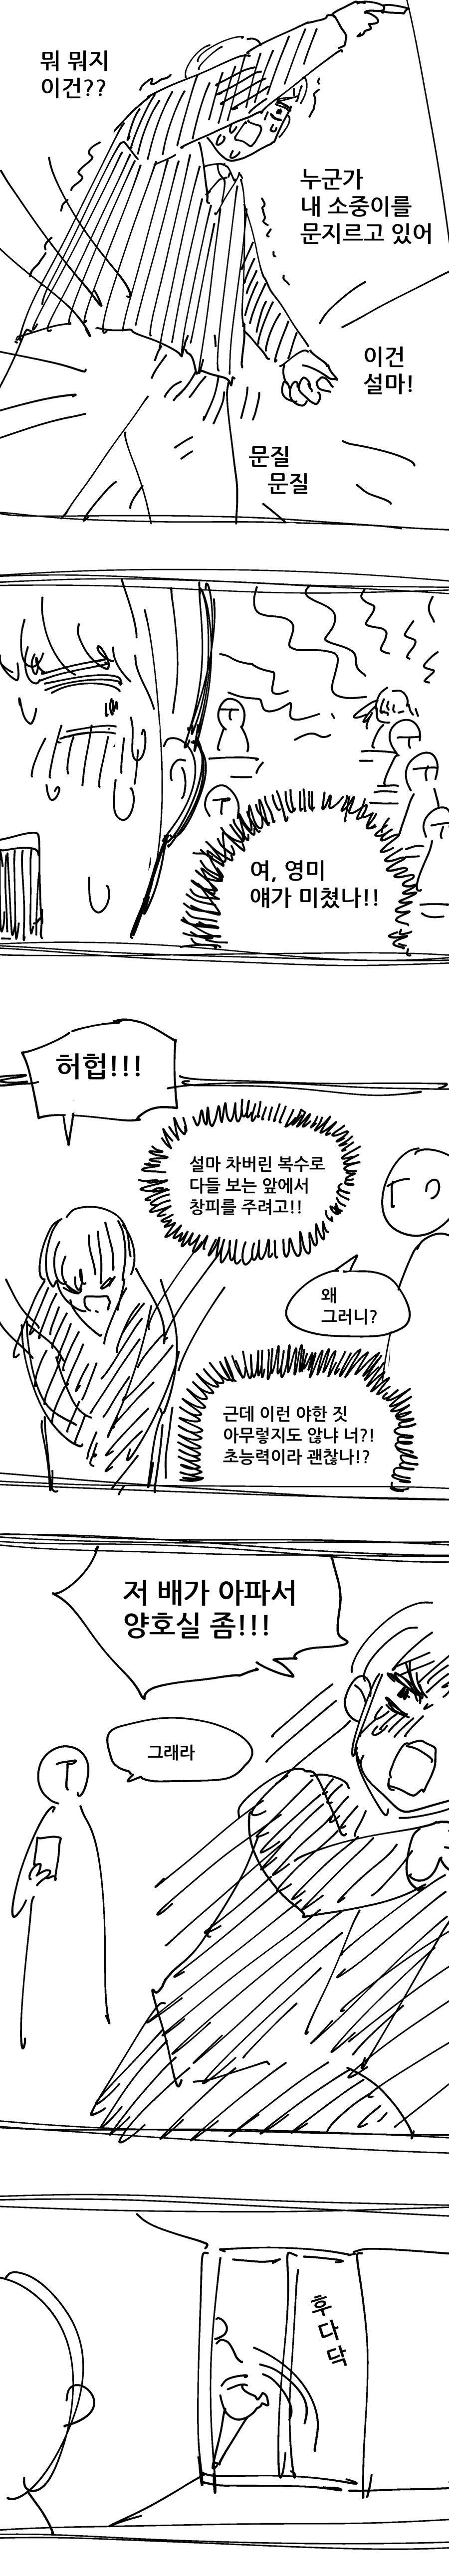 뭐 뭐지
이건??
누군가
내 소중이를
문지르고 있어
이건
설마!
문질
문질
여, 영미
얘가 미쳤나!!
허헙!!!
설마 차버린 복수로
다들 보는 앞에서
창피를 주려고!!
왜
그러니?
근데 이런 야한 짓
아무렇지도 않냐 너?!
초능력이라 괜찮나!?
저 배가 아파서
양호실 좀!!!
그래라
후다닥